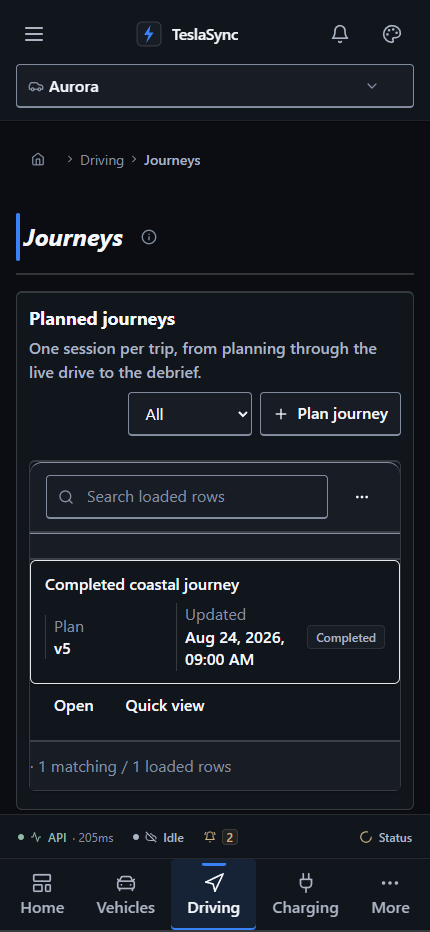 TeslaSync
Aurora
Driving Journeys
Journeys
Planned journeys
One session per trip, from planning through the
live drive to the debrief.
All
Plan journey
Search loaded rows
Completed coastal journey
Plan
v5
Updated
Aug 24, 2026,
09:00 AM
Completed
Open Quick view
· 1 matching / 1 loaded rows
API · 205ms Idle 2 Status
Home Vehicles Driving Charging More